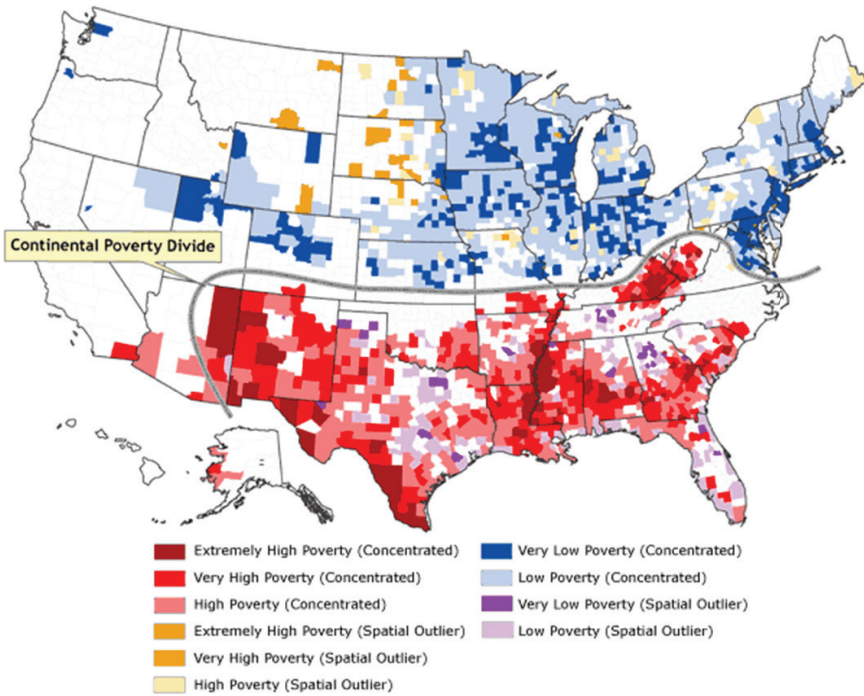 Continental Poverty Divide
Extremely High Poverty (Concentrated)
Very High Poverty (Concentrated)
High Poverty (Concentrated)
Extremely High Poverty (Spatial Outlier)
Very High Poverty (Spatial Outlier)
High Poverty (Spatial Outlier)
Very Low Poverty (Concentrated)
Low Poverty (Concentrated)
Very Low Poverty (Spatial Outlier)
Low Poverty (Spatial Outlier)